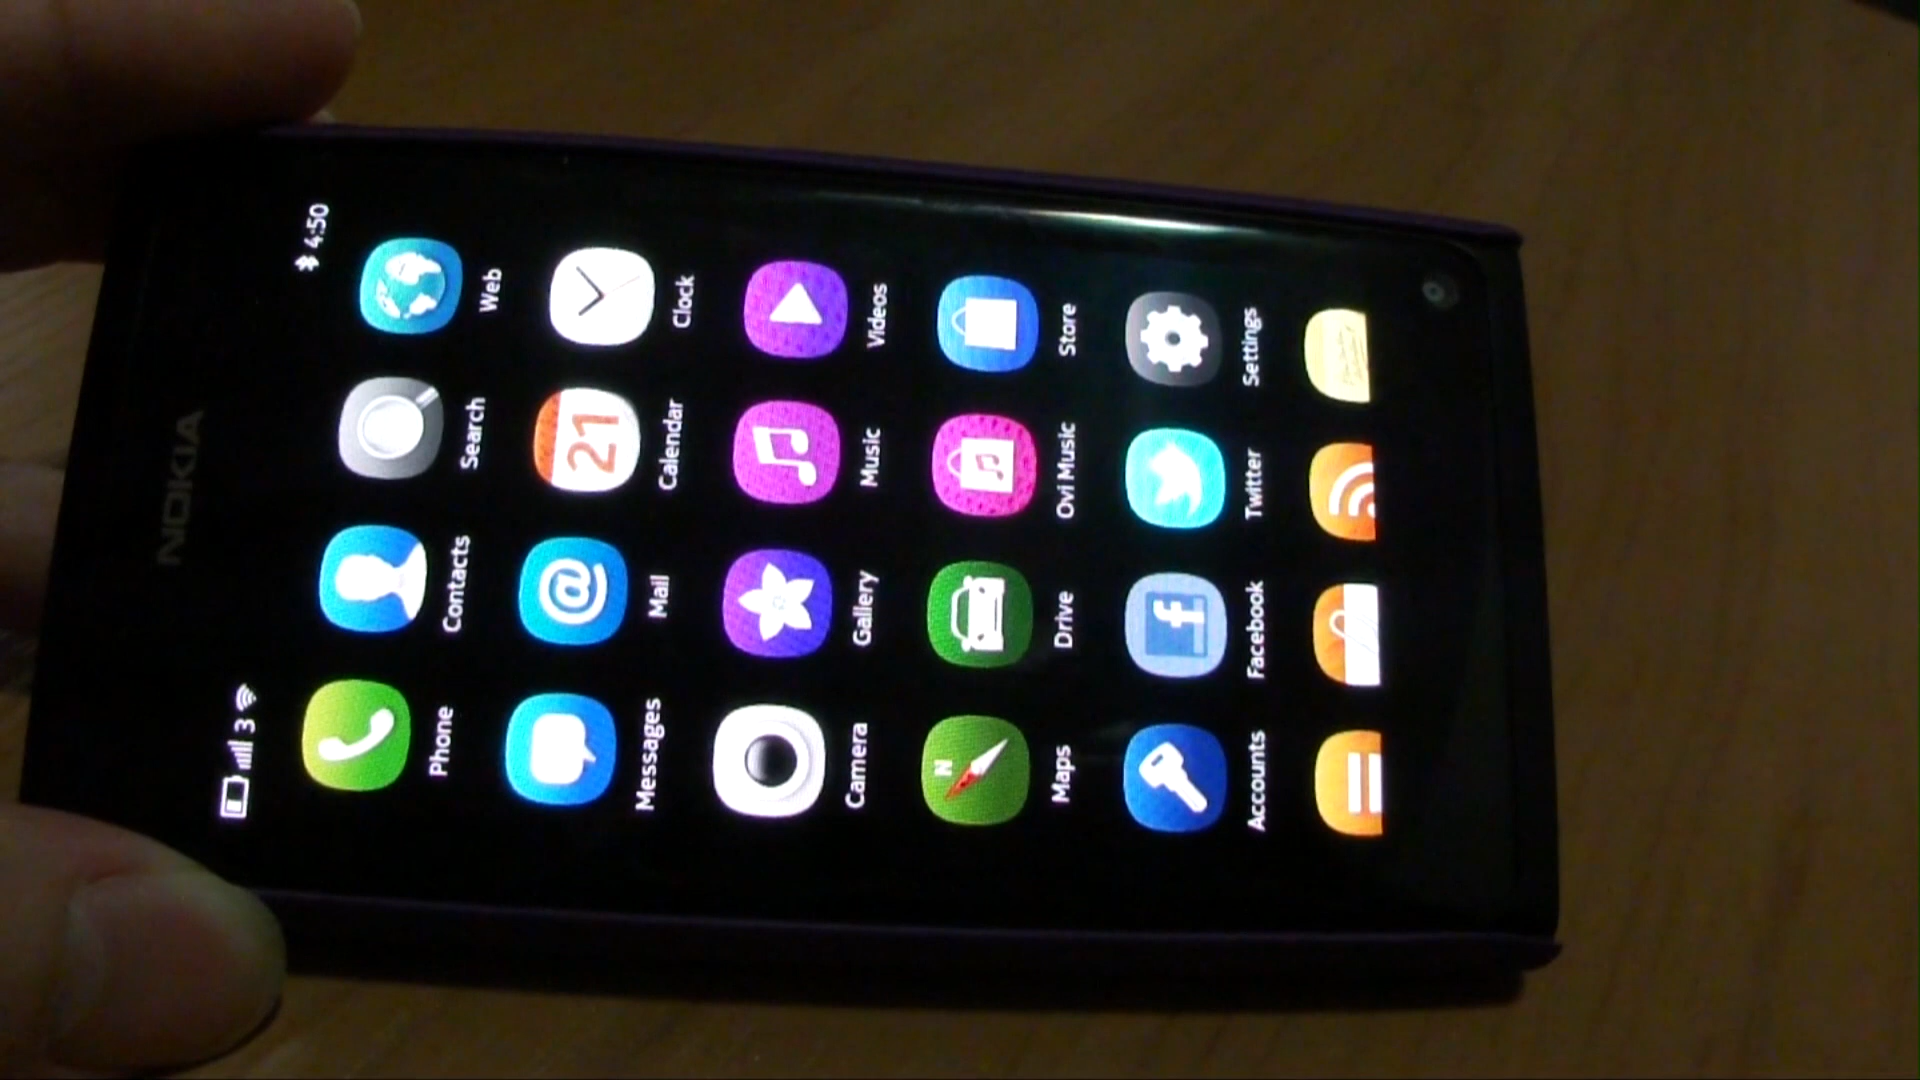 NOKIA
3 4:50
Phone Contacts Search Web
21
Messages Mail Calendar Clock
Camera Gallery Music Videos
N
Maps Drive Ovi Music Store
f
Accounts Facebook Twitter Settings